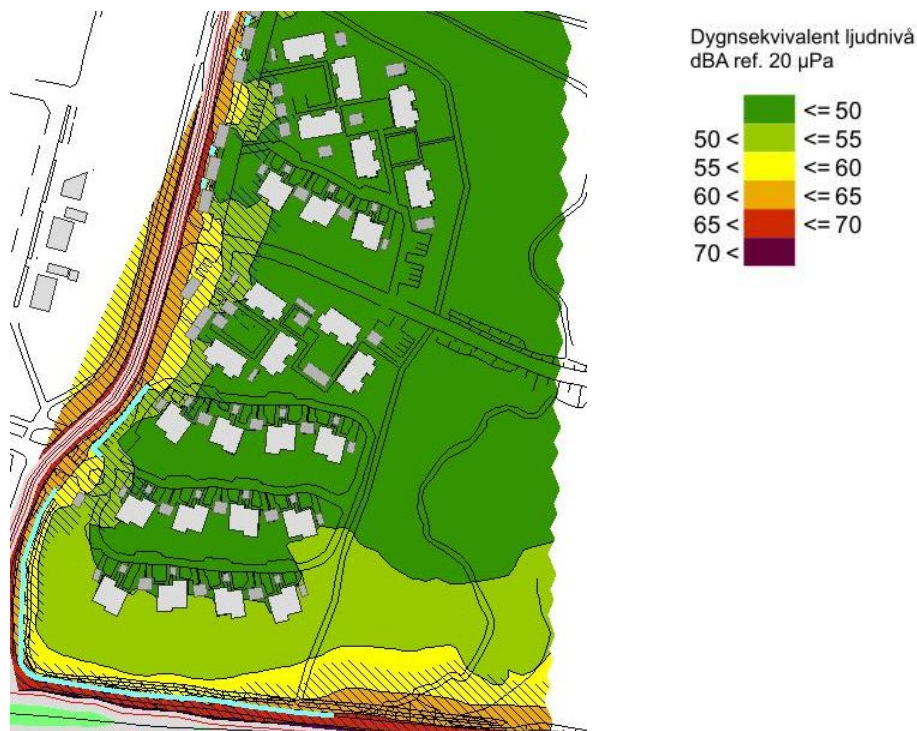 Dygnsekvivalent ljudnivå
dBA ref. 20 µPa
<= 50
50 < <= 55
55 < <= 60
60 < <= 65
65 < <= 70
70 <